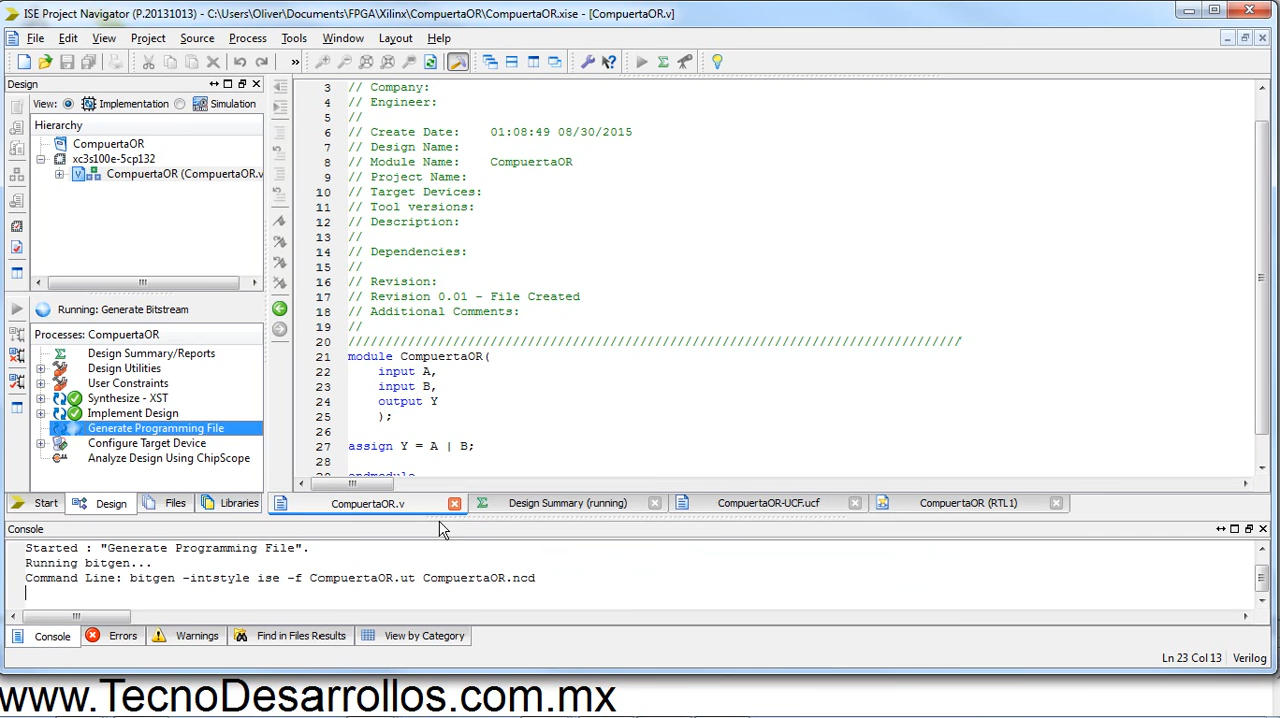 ISE Project Navigator (P.20131013) - C:\Users\Oliver\Documents\FPGA\Xilinx\CompuertaOR\CompuertaOR.xise - [CompuertaOR.v]
File Edit View Project Source Process Tools Window Layout Help
Design
View: Implementation Simulation
Hierarchy
CompuertaOR
xc3s100e-5cp132
CompuertaOR (CompuertaOR.v
Running: Generate Bitstream
Processes: CompuertaOR
Design Summary/Reports
Design Utilities
User Constraints
Synthesize - XST
Implement Design
Generate Programming File
Configure Target Device
Analyze Design Using ChipScope
Start Design Files Libraries
3 // Company:
4 // Engineer:
5 //
6 // Create Date: 01:08:49 08/30/2015
7 // Design Name:
8 // Module Name: CompuertaOR
9 // Project Name:
10 // Target Devices:
11 // Tool versions:
12 // Description:
13 //
14 // Dependencies:
15 //
16 // Revision:
17 // Revision 0.01 - File Created
18 // Additional Comments:
19 //
20 //////////////////////////////////////////////////////////////////////////////////
21 module CompuertaOR(
22 input A,
23 input B,
24 output Y
25 );
26
27 assign Y = A | B;
28
endmodule
CompuertaOR.v Design Summary (running) CompuertaOR-UCF.ucf CompuertaOR (RTL1)
Console
Started : "Generate Programming File".
Running bitgen...
Command Line: bitgen -intstyle ise -f CompuertaOR.ut CompuertaOR.ncd
Console Errors Warnings Find in Files Results View by Category
Ln 23 Col 13 Verilog
www.TecnoDesarrollos.com.mx